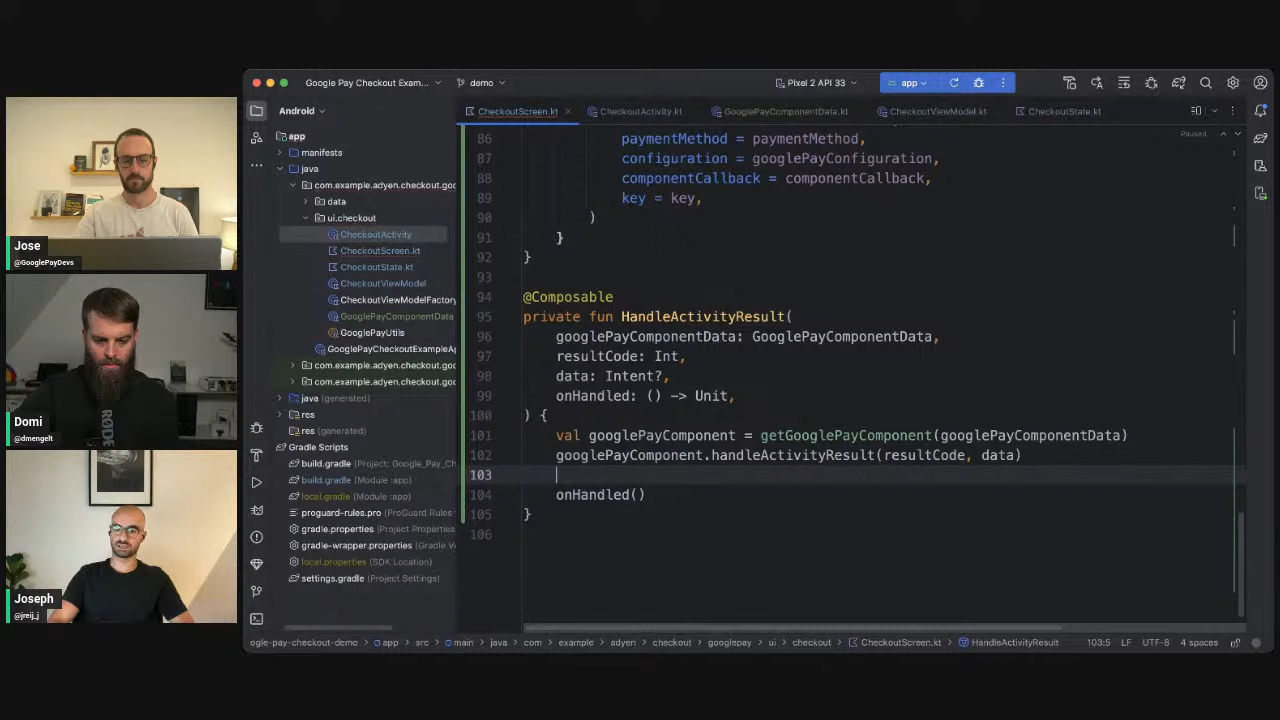 Jose
@GooglePayDevs
RØDE
Domi
@dmengelt
Joseph
@jreij_j
Google Pay Checkout Exam...
demo
Pixel 2 API 33
app
Android
CheckoutScreen.kt
CheckoutActivity.kt
GooglePayComponentData.kt
CheckoutViewModel.kt
CheckoutState.kt
app
manifests
java
com.example.adyen.checkout.goo
data
ui.checkout
CheckoutActivity
CheckoutScreen.kt
CheckoutState.kt
CheckoutViewModel
CheckoutViewModelFactory
GooglePayComponentData
GooglePayUtils
GooglePayCheckoutExampleAp
com.example.adyen.checkout.goo
com.example.adyen.checkout.goo
java (generated)
res
res (generated)
Gradle Scripts
build.gradle (Project: Google_Pay_Ch
build.gradle (Module :app)
local.gradle (Module :app)
proguard-rules.pro (ProGuard Rules
gradle.properties (Project Properties
gradle-wrapper.properties (Gradle V
local.properties (SDK Location)
settings.gradle (Project Settings)
Paused
86 paymentMethod = paymentMethod,
87 configuration = googlePayConfiguration,
88 componentCallback = componentCallback,
89 key = key,
90 )
91 }
92 }
93
94 @Composable
95 private fun HandleActivityResult(
96 googlePayComponentData: GooglePayComponentData,
97 resultCode: Int,
98 data: Intent?,
99 onHandled: () -> Unit,
100 ) {
101 val googlePayComponent = getGooglePayComponent(googlePayComponentData)
102 googlePayComponent.handleActivityResult(resultCode, data)
103
104 onHandled()
105 }
106
ogle-pay-checkout-demo > app > src > main > java > com > example > adyen > checkout > googlepay > ui > checkout > CheckoutScreen.kt > HandleActivityResult
103:5 LF UTF-8 4 spaces